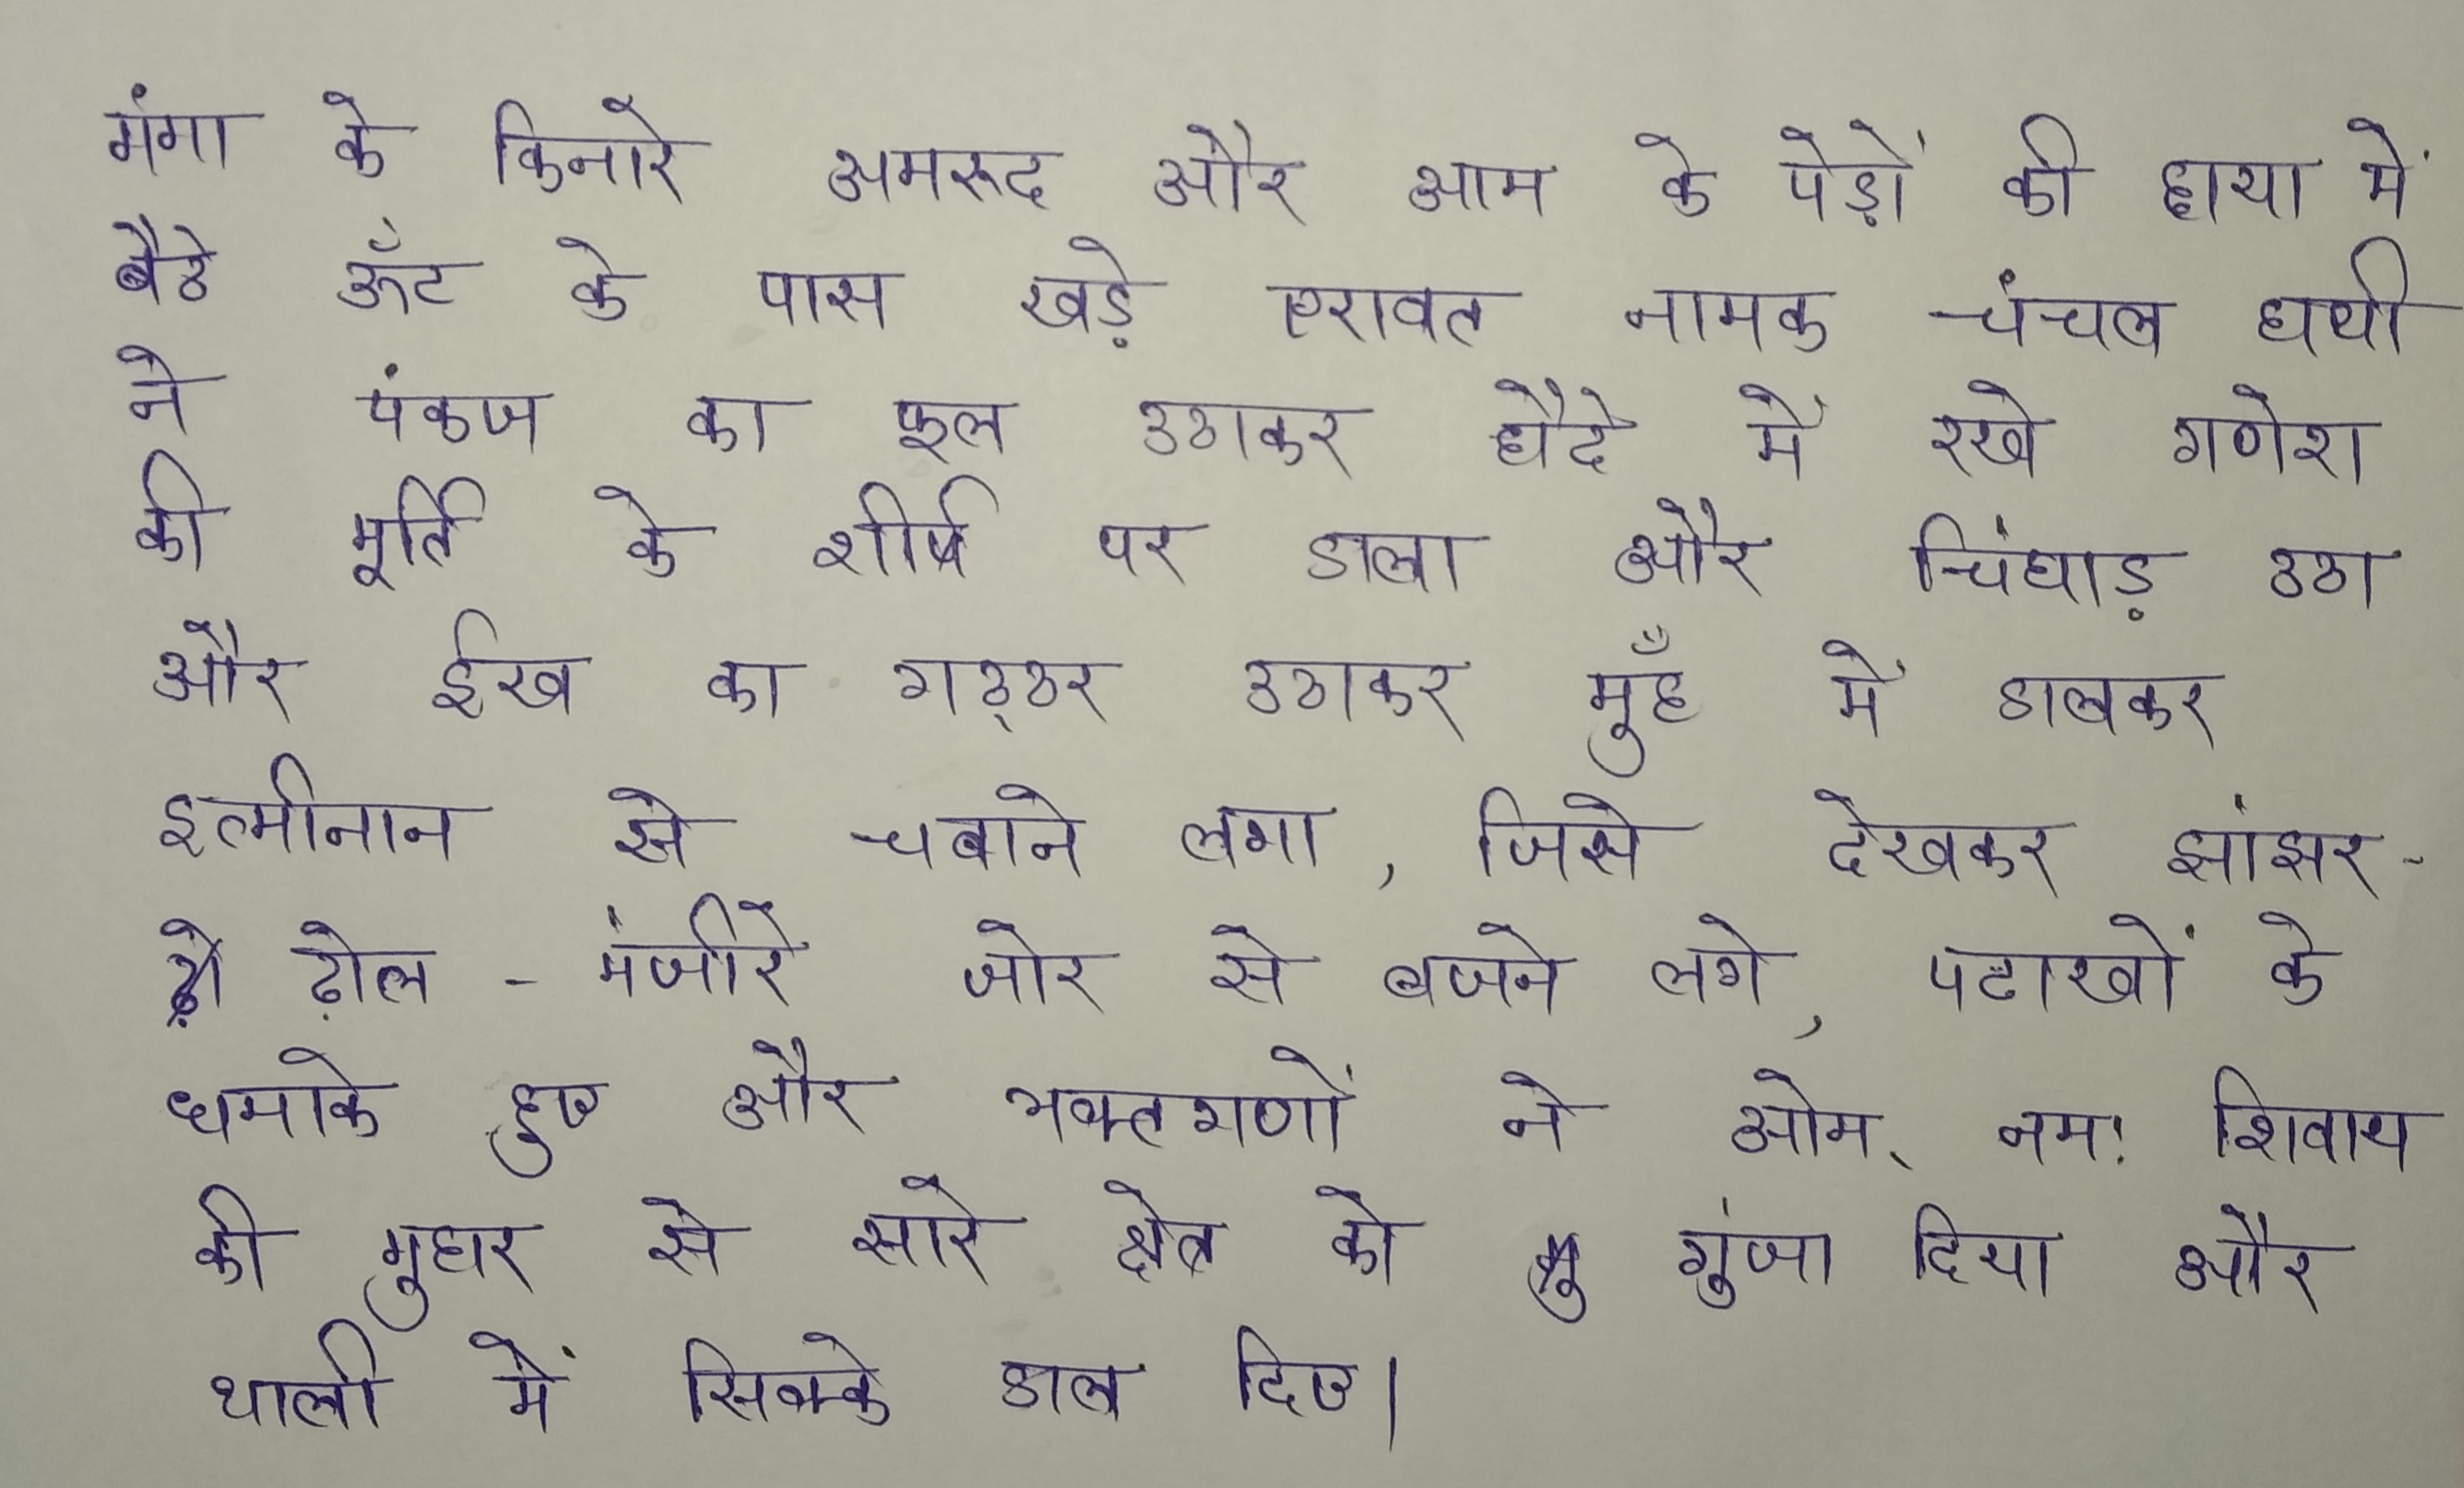 गंगा के किनारे अमरूद और आम के पेड़ों की छाया में
बैठे ऊँट के पास खड़े एरावत नामक चंचल हाथी
ने पंकज का फूल उठाकर हौदे में रखे गणेश
की मूर्ति के शीर्ष पर डाला और चिंघाड़ उठा
और ईख का गठ्ठर उठाकर मुँह में डालकर
इत्मीनान से चबाने लगा, जिसे देखकर झांझर-
ढोल - मंजीरे जोर से बजने लगे, पटाखों के
धमाके हुए और भक्तगणों ने ओम् नमः शिवाय
की गुहार से सारे क्षेत्र को गुंजा दिया और
थाली में सिक्के डाल दिए।